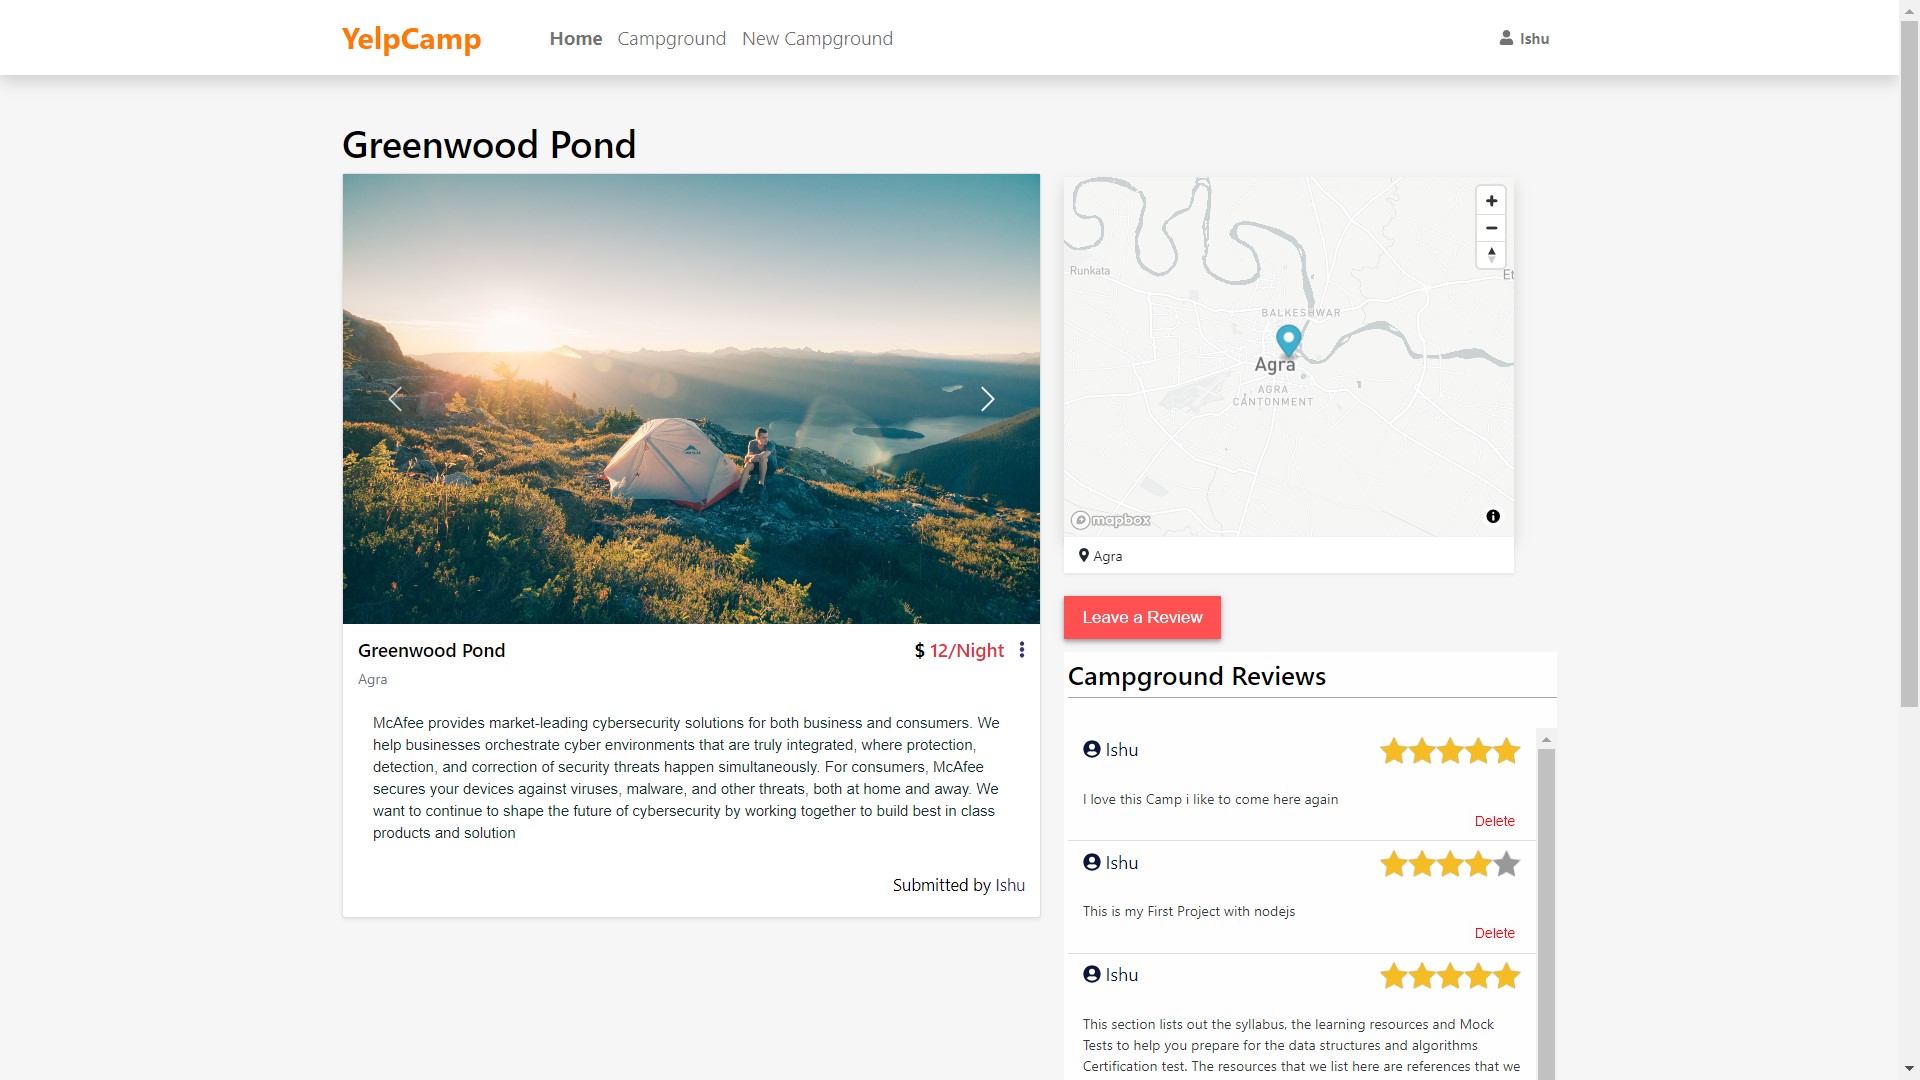 YelpCamp
Home Campground New Campground
Ishu
Greenwood Pond
Runkata
Et
BALKESHWAR
Agra
AGRA
CANTONMENT
mapbox
Agra
Leave a Review
Greenwood Pond
$ 12/Night
Agra
McAfee provides market-leading cybersecurity solutions for both business and consumers. We
help businesses orchestrate cyber environments that are truly integrated, where protection,
detection, and correction of security threats happen simultaneously. For consumers, McAfee
secures your devices against viruses, malware, and other threats, both at home and away. We
want to continue to shape the future of cybersecurity by working together to build best in class
products and solution
Submitted by Ishu
Campground Reviews
Ishu
I love this Camp i like to come here again
Delete
Ishu
This is my First Project with nodejs
Delete
Ishu
This section lists out the syllabus, the learning resources and Mock
Tests to help you prepare for the data structures and algorithms
Certification test. The resources that we list here are references that we